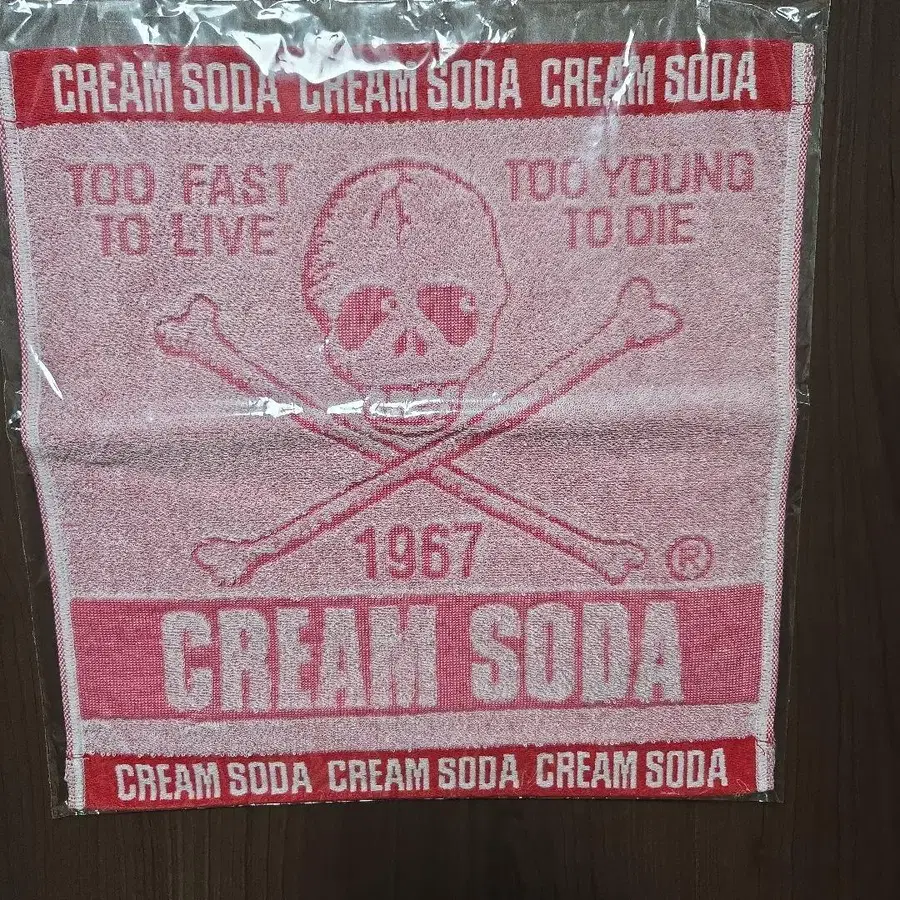 CREAM SODA CREAM SODA CREAM SODA
TOO FAST
TO LIVE
TOO YOUNG
TO DIE
1967
®
CREAM SODA
CREAM SODA CREAM SODA CREAM SODA